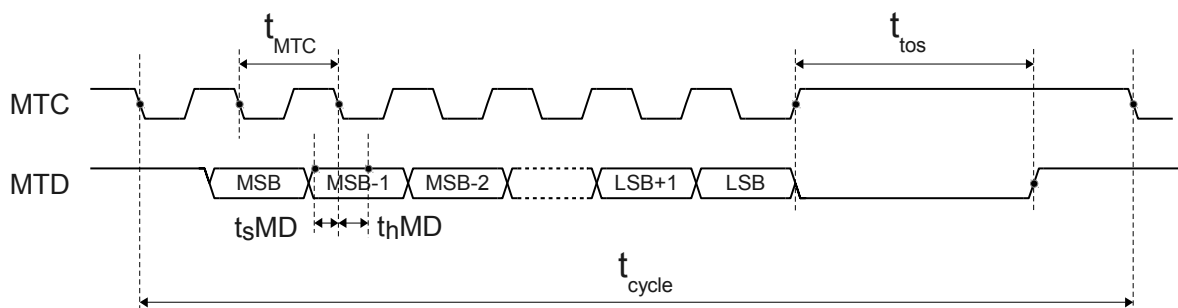 tMTC
ttos
MTC
MTD
MSB
MSB-1
MSB-2
LSB+1
LSB
tsMD
thMD
tcycle